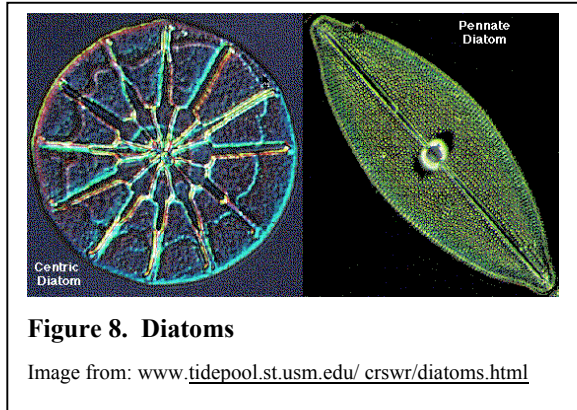 Pennate
Diatom
Centric
Diatom
Figure 8.  Diatoms
Image from: www.tidepool.st.usm.edu/ crswr/diatoms.html